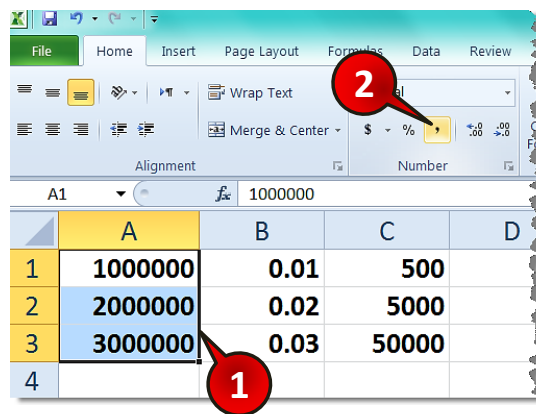 File Home Insert Page Layout Formulas Data Review
Wrap Text
2
Merge & Center $ % , .00 .00
Alignment Number
A1 fx 1000000
A B C D
1 1000000 0.01 500
2 2000000 0.02 5000
3 3000000 0.03 50000
4
1